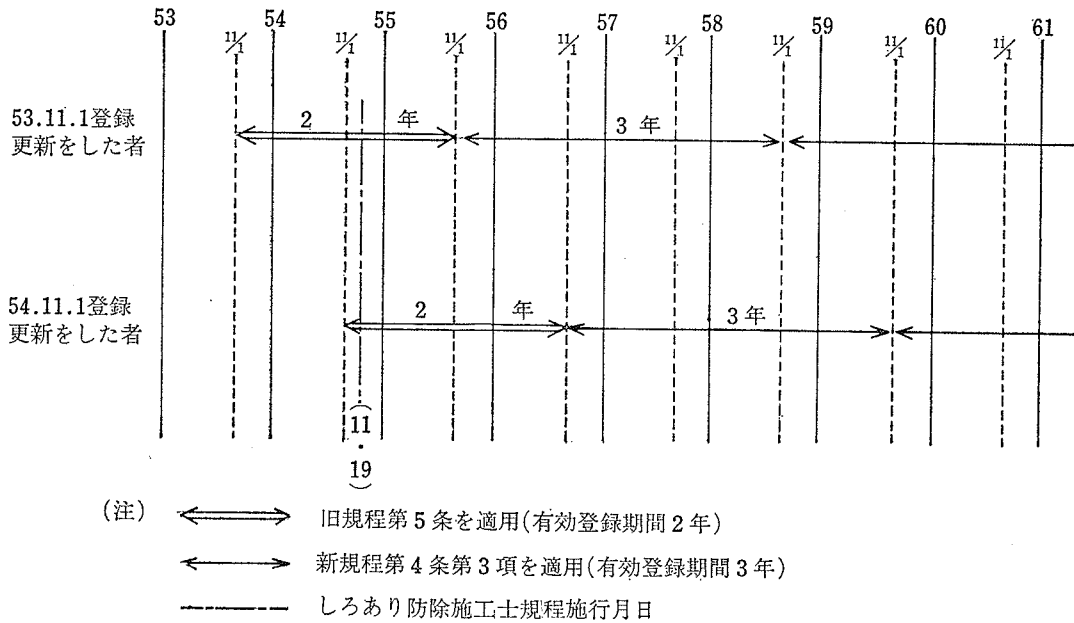 53 54 55 56 57 58 59 60 61
11/1 11/1 11/1 11/1 11/1 11/1 11/1 11/1
53.11.1登録
更新をした者
2 年 3 年
54.11.1登録
更新をした者
2 年 3 年
(11・19)
(注)
旧規程第5条を適用(有効登録期間2年)
新規程第4条第3項を適用(有効登録期間3年)
しろあり防除施工士規程施行月日